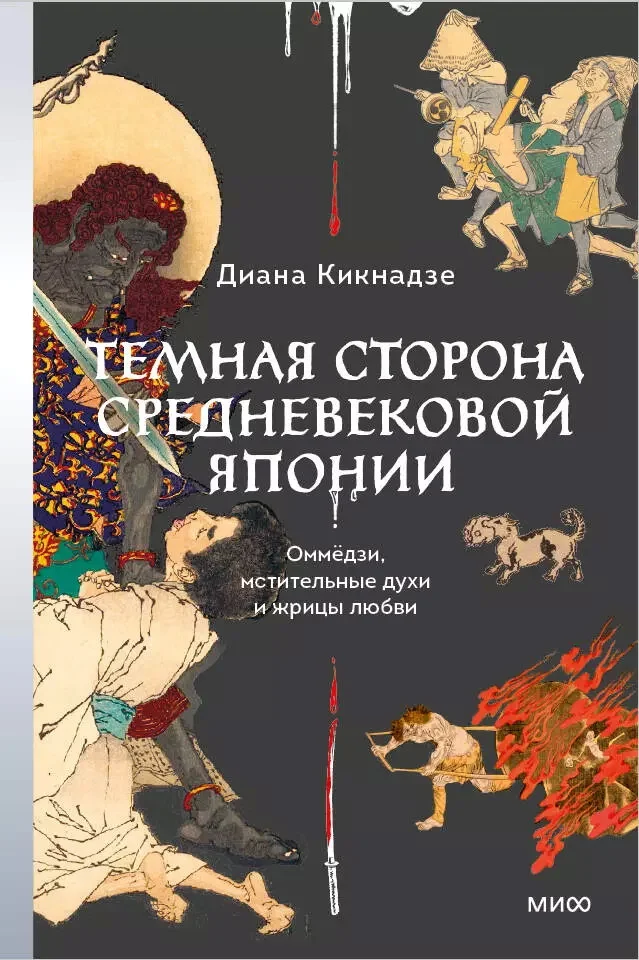 Диана Кикнадзе
ТЕМНАЯ СТОРОНА
СРЕДНЕВЕКОВОЙ
ЯПОНИИ
Оммёдзи,
мстительные духи
и жрицы любви
МИФ